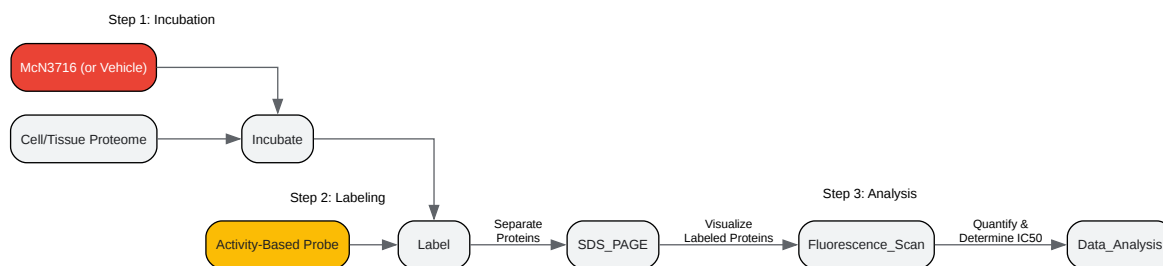 Step 1: Incubation
McN3716 (or Vehicle)
Cell/Tissue Proteome
Incubate
Step 2: Labeling
Step 3: Analysis
Activity-Based Probe
Label
Separate
Proteins
SDS_PAGE
Visualize
Labeled Proteins
Fluorescence_Scan
Quantify &
Determine IC50
Data_Analysis